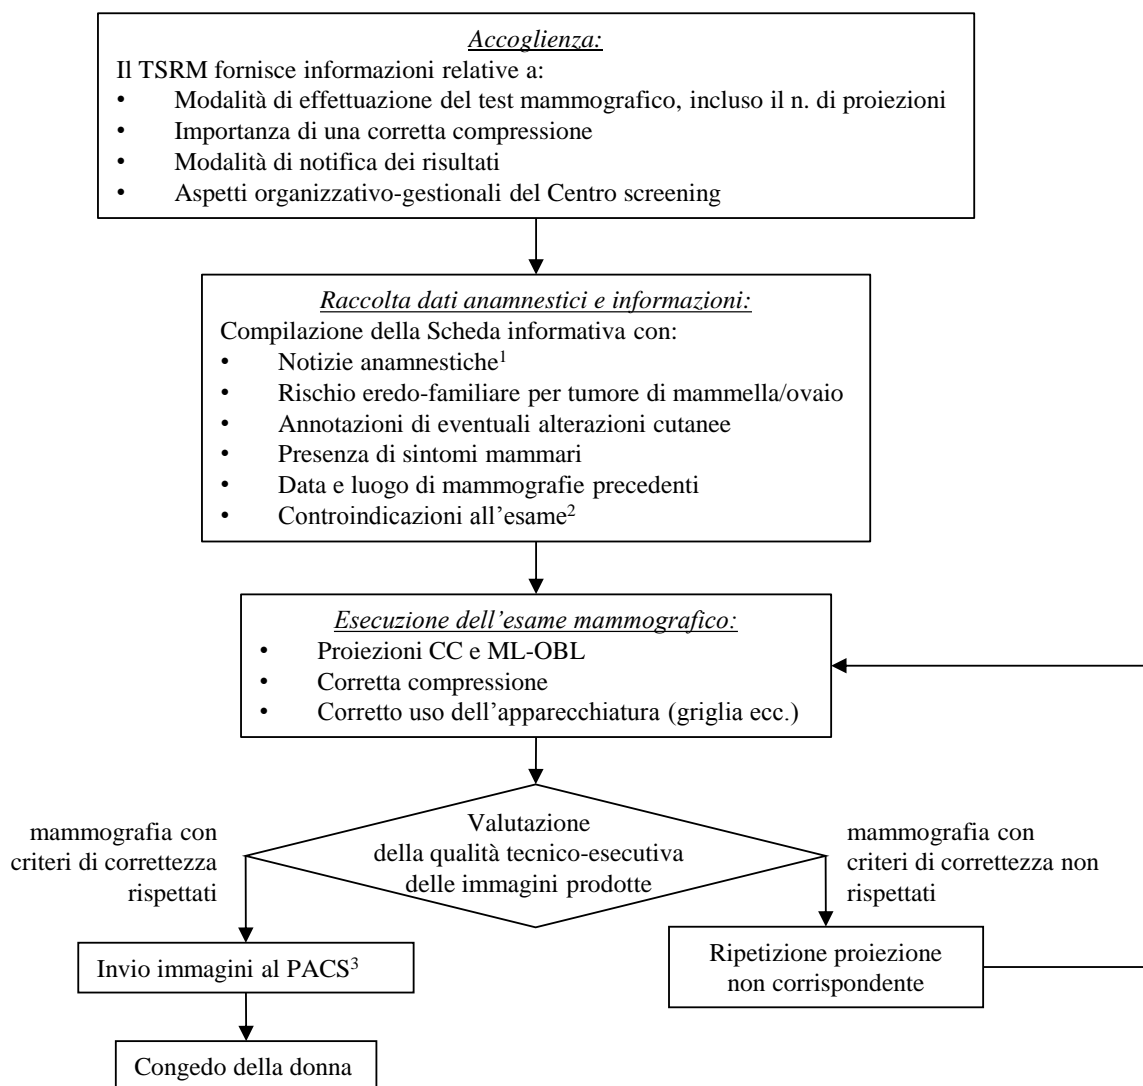 Accoglienza:
Il TSRM fornisce informazioni relative a:
• Modalità di effettuazione del test mammografico, incluso il n. di proiezioni
• Importanza di una corretta compressione
• Modalità di notifica dei risultati
• Aspetti organizzativo-gestionali del Centro screening
Raccolta dati anamnestici e informazioni:
Compilazione della Scheda informativa con:
• Notizie anamnestiche¹
• Rischio eredo-familiare per tumore di mammella/ovaio
• Annotazioni di eventuali alterazioni cutanee
• Presenza di sintomi mammari
• Data e luogo di mammografie precedenti
• Controindicazioni all’esame²
Esecuzione dell’esame mammografico:
• Proiezioni CC e ML-OBL
• Corretta compressione
• Corretto uso dell’apparecchiatura (griglia ecc.)
mammografia con
criteri di correttezza
rispettati
Valutazione
della qualità tecnico-esecutiva
delle immagini prodotte
mammografia con
criteri di correttezza non
rispettati
Invio immagini al PACS³
Ripetizione proiezione
non corrispondente
Congedo della donna